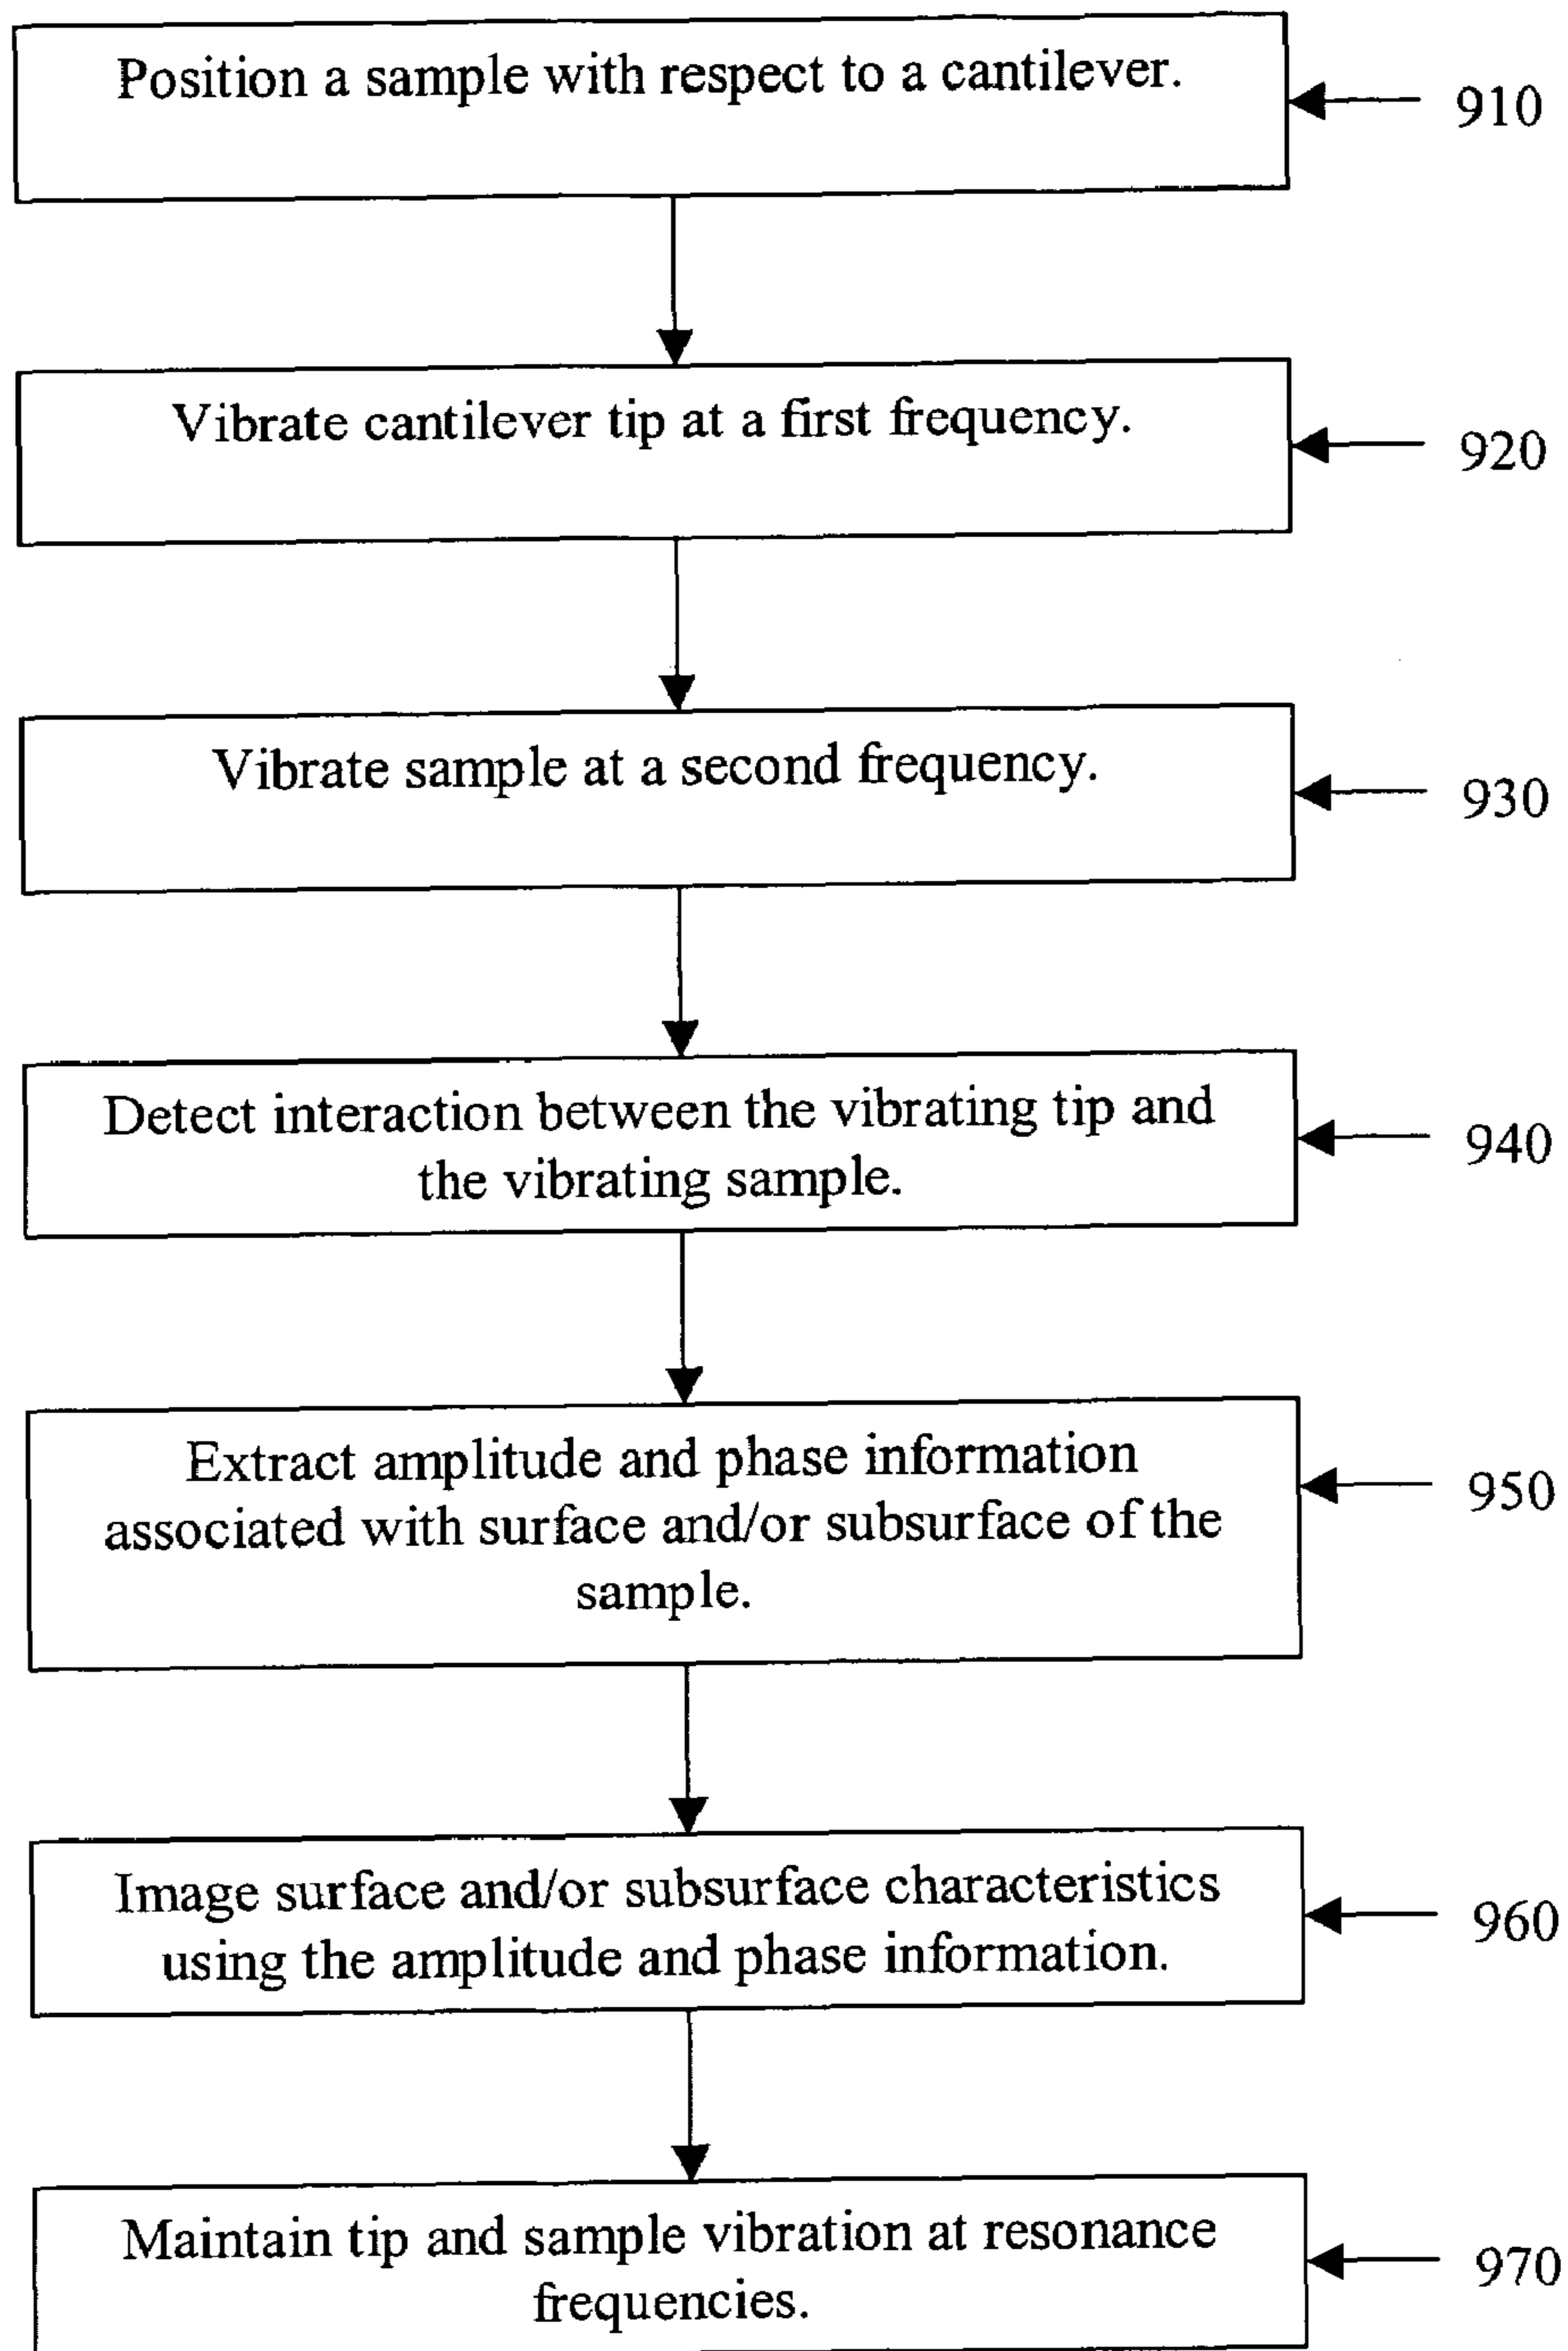 Position a sample with respect to a cantilever.
910
Vibrate cantilever tip at a first frequency.
920
Vibrate sample at a second frequency.
930
Detect interaction between the vibrating tip and
the vibrating sample.
940
Extract amplitude and phase information
associated with surface and/or subsurface of the
sample.
950
Image surface and/or subsurface characteristics
using the amplitude and phase information.
960
Maintain tip and sample vibration at resonance
frequencies.
970